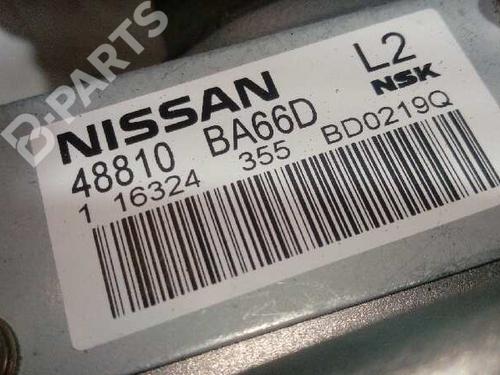 B-PARTS
NISSAN L2
NSK
48810 BA66D
1 16324 355 BD0219Q